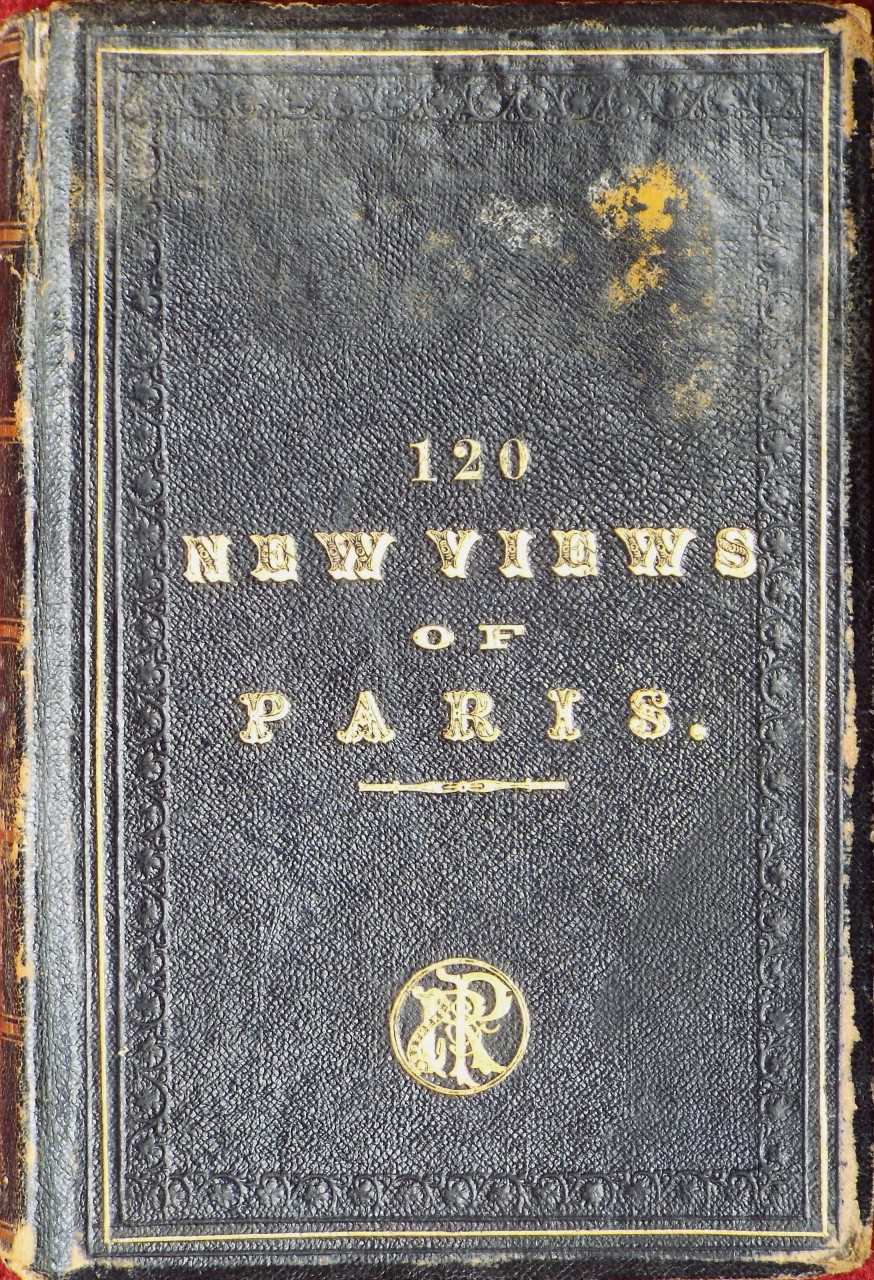 120
NEW VIEWS
OF
PARIS.